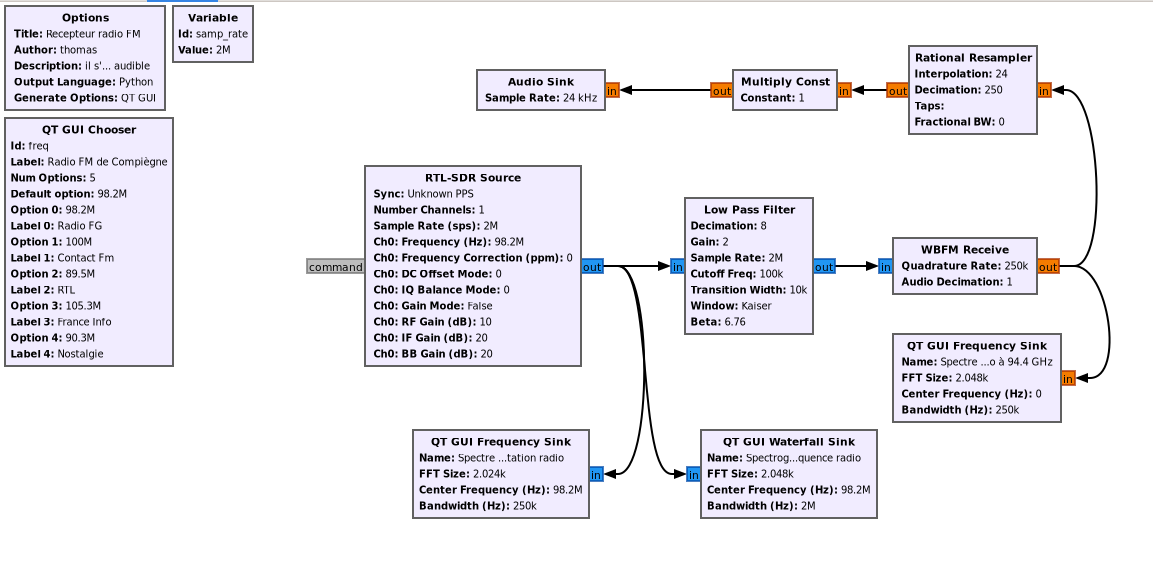 Options
Title: Recepteur radio FM
Author: thomas
Description: il s'... audible
Output Language: Python
Generate Options: QT GUI
Variable
Id: samp_rate
Value: 2M
QT GUI Chooser
Id: freq
Label: Radio FM de Compiègne
Num Options: 5
Default option: 98.2M
Option 0: 98.2M
Label 0: Radio FG
Option 1: 100M
Label 1: Contact Fm
Option 2: 89.5M
Label 2: RTL
Option 3: 105.3M
Label 3: France Info
Option 4: 90.3M
Label 4: Nostalgie
Audio Sink
Sample Rate: 24 kHz
in
Multiply Const
Constant: 1
out
in
Rational Resampler
Interpolation: 24
Decimation: 250
Taps:
Fractional BW: 0
out
in
command
RTL-SDR Source
Sync: Unknown PPS
Number Channels: 1
Sample Rate (sps): 2M
Ch0: Frequency (Hz): 98.2M
Ch0: Frequency Correction (ppm): 0
Ch0: DC Offset Mode: 0
Ch0: IQ Balance Mode: 0
Ch0: Gain Mode: False
Ch0: RF Gain (dB): 10
Ch0: IF Gain (dB): 20
Ch0: BB Gain (dB): 20
out
in
Low Pass Filter
Decimation: 8
Gain: 2
Sample Rate: 2M
Cutoff Freq: 100k
Transition Width: 10k
Window: Kaiser
Beta: 6.76
out
in
WBFM Receive
Quadrature Rate: 250k
Audio Decimation: 1
out
QT GUI Frequency Sink
Name: Spectre ...o à 94.4 GHz
FFT Size: 2.048k
Center Frequency (Hz): 0
Bandwidth (Hz): 250k
in
QT GUI Frequency Sink
Name: Spectre ...tation radio
FFT Size: 2.024k
Center Frequency (Hz): 98.2M
Bandwidth (Hz): 250k
in
in
QT GUI Waterfall Sink
Name: Spectrog...quence radio
FFT Size: 2.048k
Center Frequency (Hz): 98.2M
Bandwidth (Hz): 2M